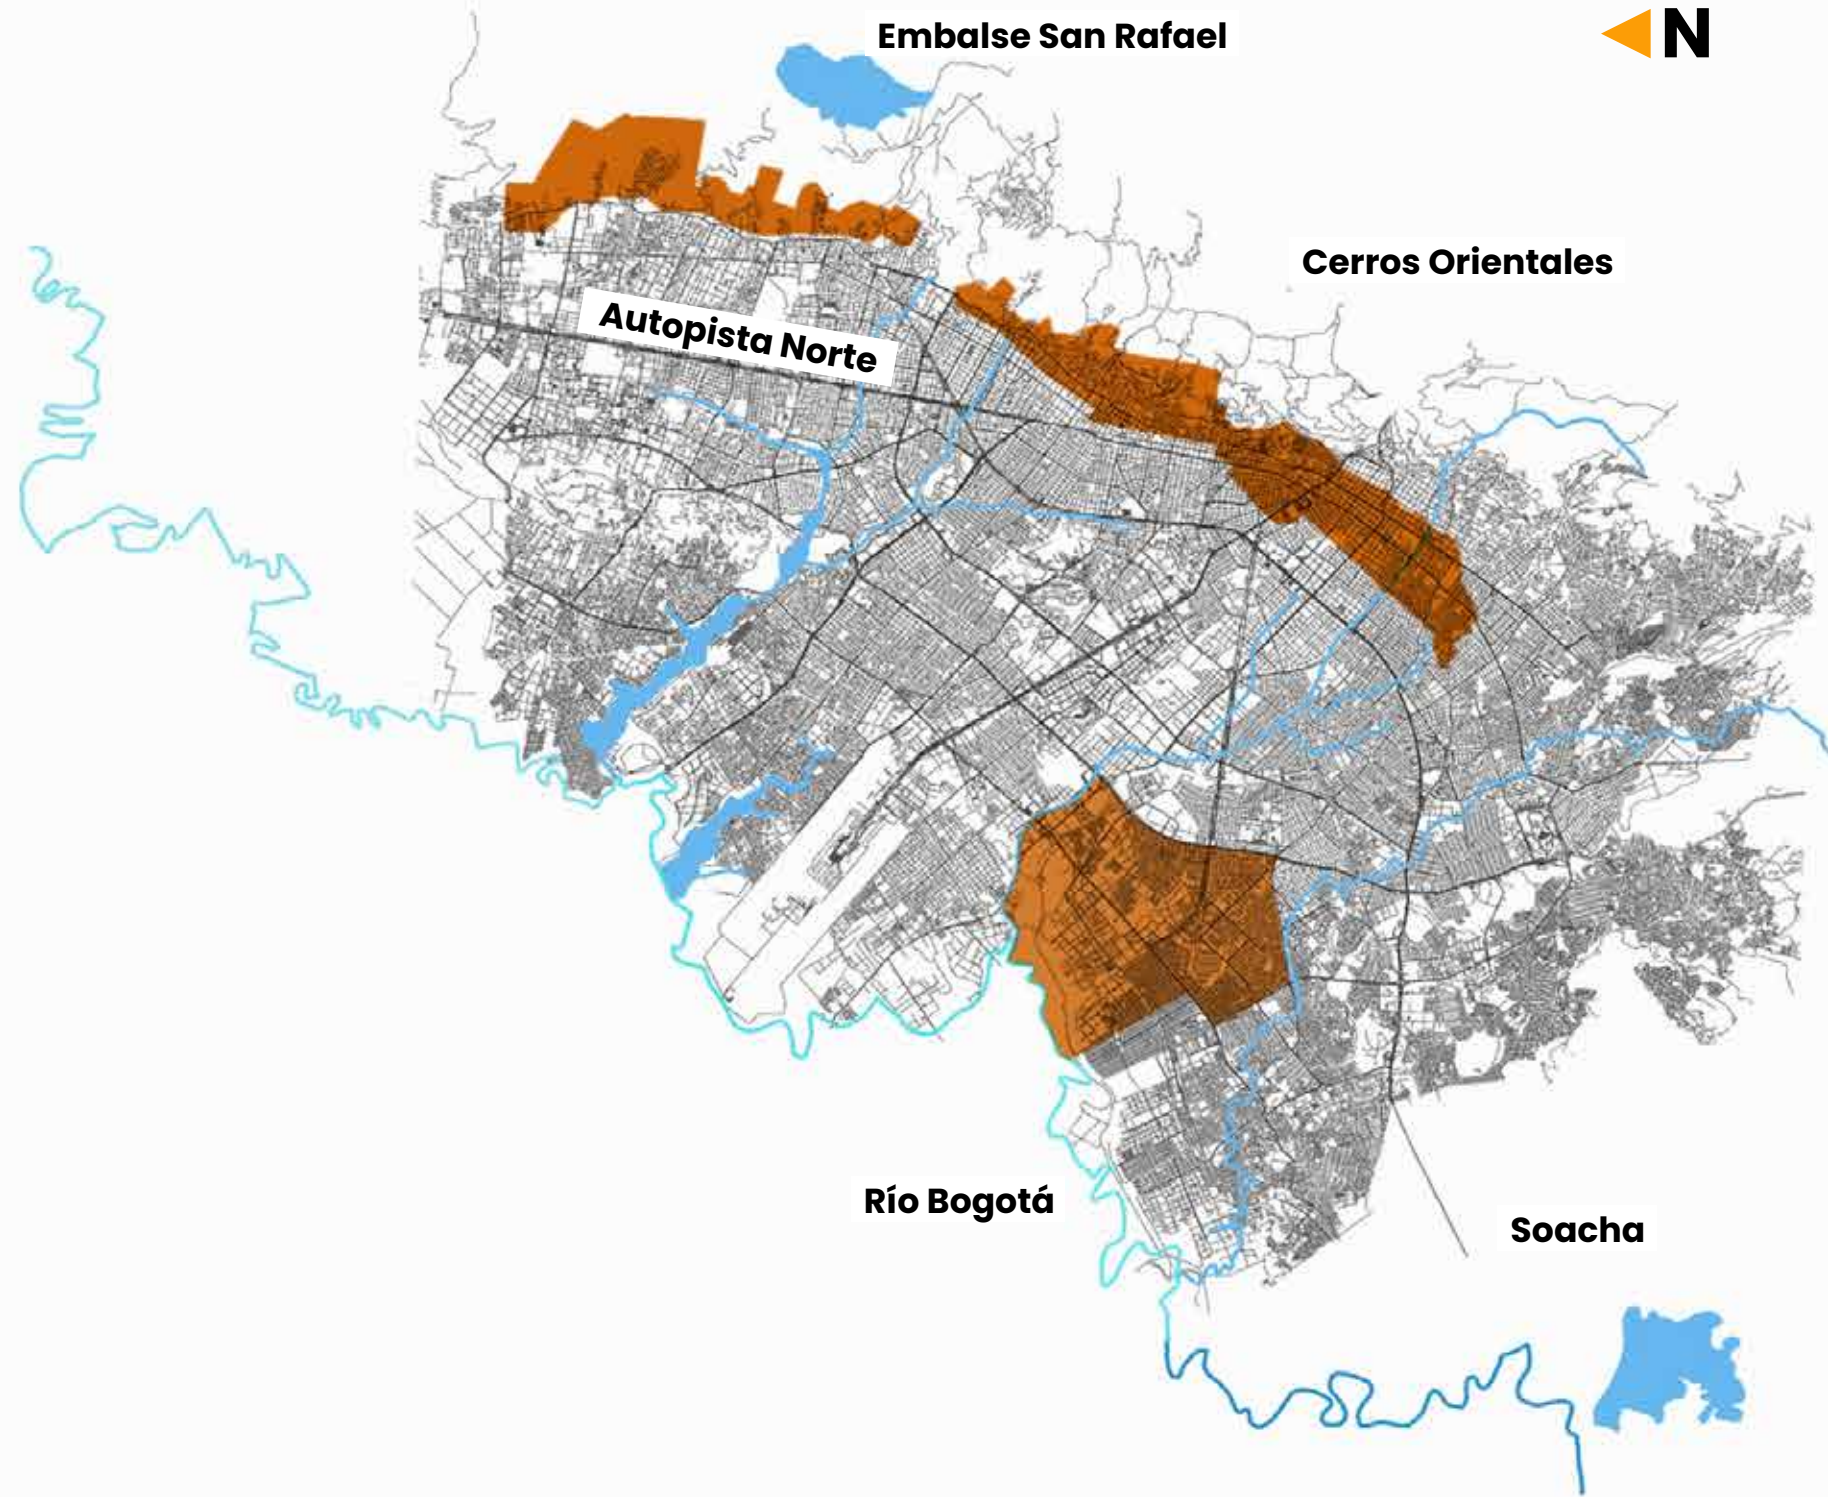 Embalse San Rafael
N
Cerros Orientales
Autopista Norte
Río Bogotá
Soacha